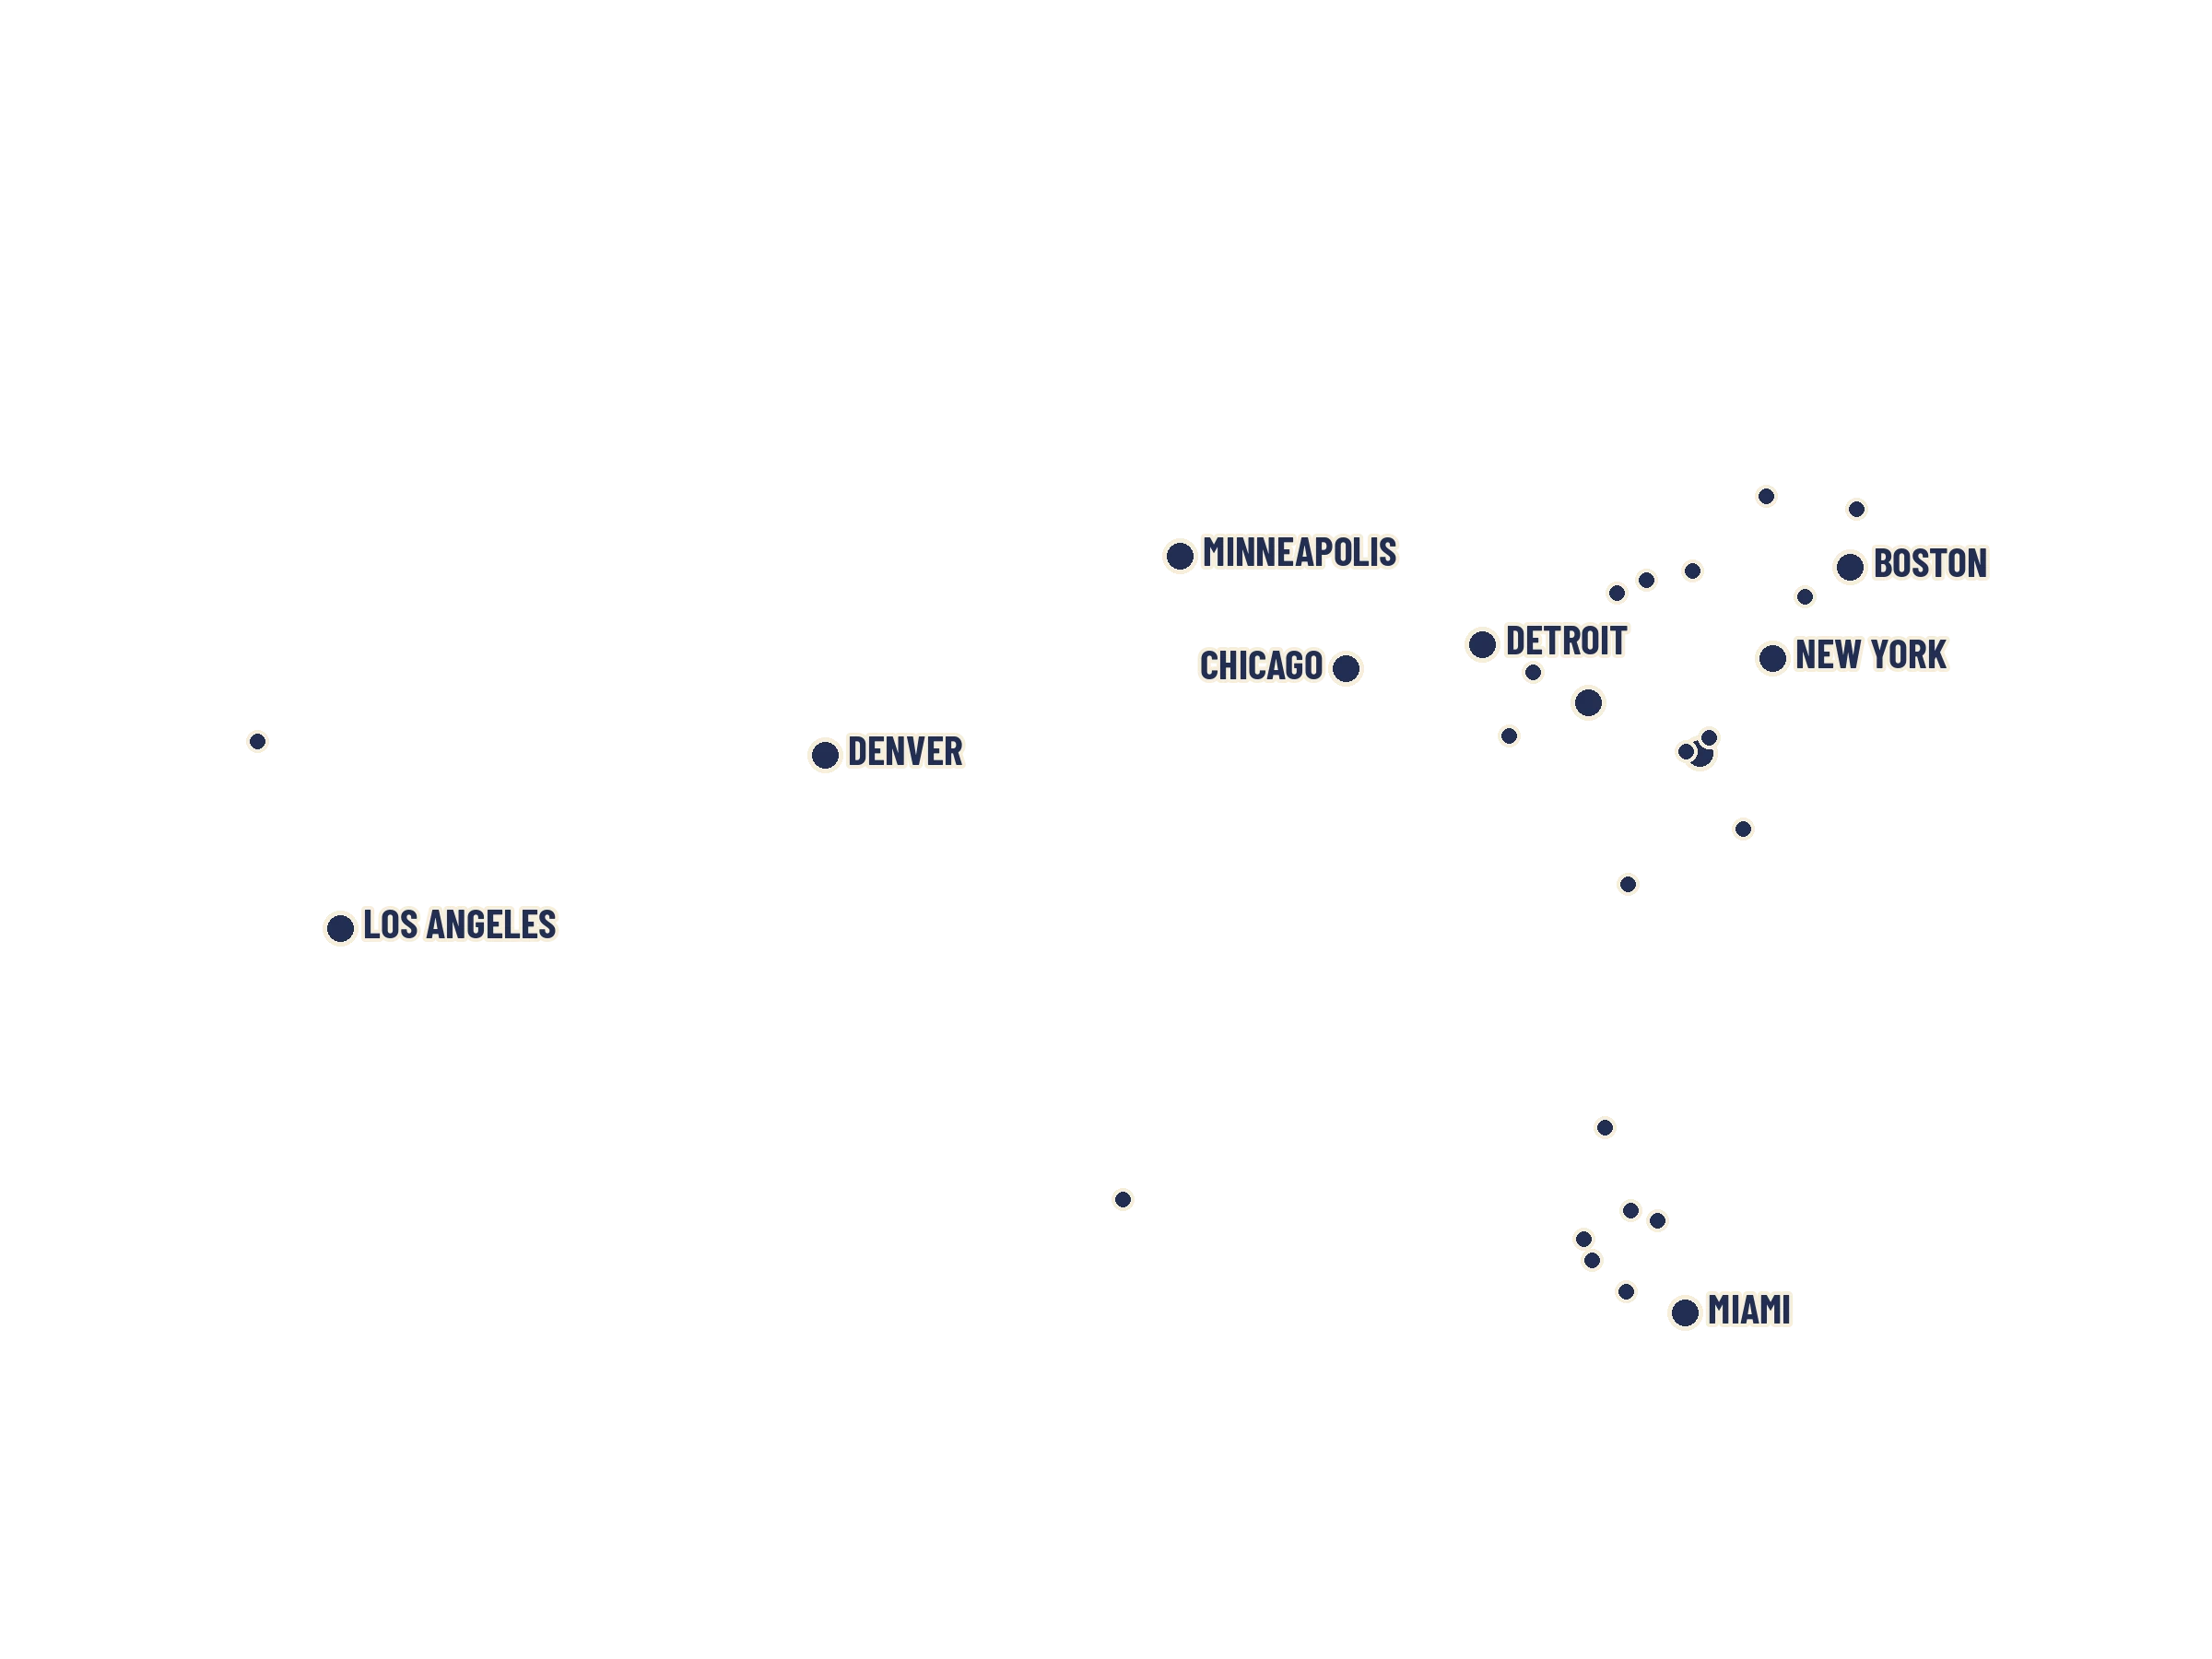 MINNEAPOLIS
BOSTON
DETROIT
NEW YORK
CHICAGO
DENVER
LOS ANGELES
MIAMI